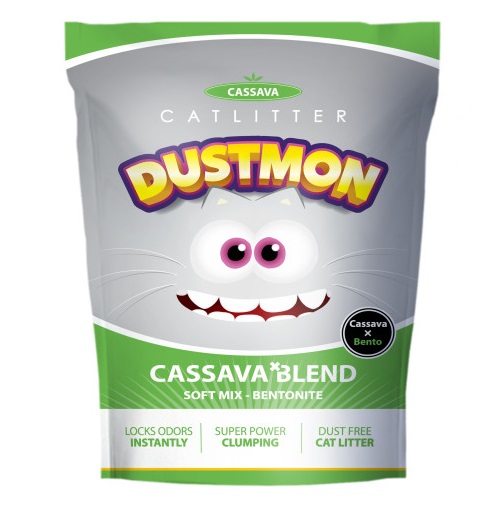 CASSAVA
CATLITTER
DUSTMON
Cassava
×
Bento
CASSAVA×BLEND
SOFT MIX - BENTONITE
LOCKS ODORS
INSTANTLY
SUPER POWER
CLUMPING
DUST FREE
CAT LITTER